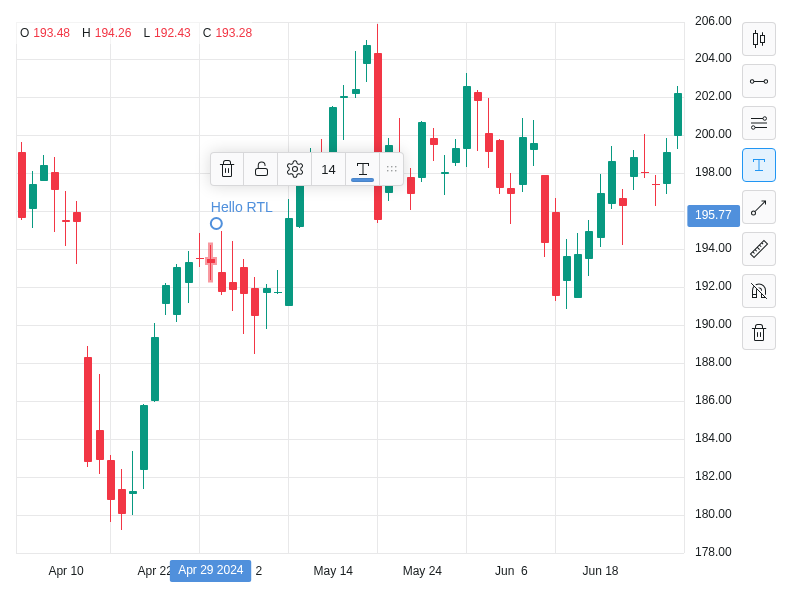 O 193.48 H 194.26 L 192.43 C 193.28
206.00
204.00
202.00
200.00
198.00
195.77
194.00
192.00
190.00
188.00
186.00
184.00
182.00
180.00
178.00
14
T
Hello RTL
T
Apr 10
Apr 22
Apr 29 2024
2
May 14
May 24
Jun 6
Jun 18